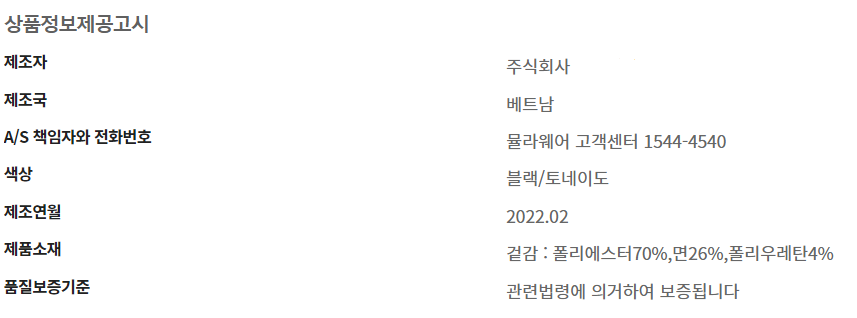 상품정보제공고시
제조자 주식회사
제조국 베트남
A/S 책임자와 전화번호 뮬라웨어 고객센터 1544-4540
색상 블랙/토네이도
제조연월 2022.02
제품소재 겉감 : 폴리에스터70%,면26%,폴리우레탄4%
품질보증기준 관련법령에 의거하여 보증됩니다